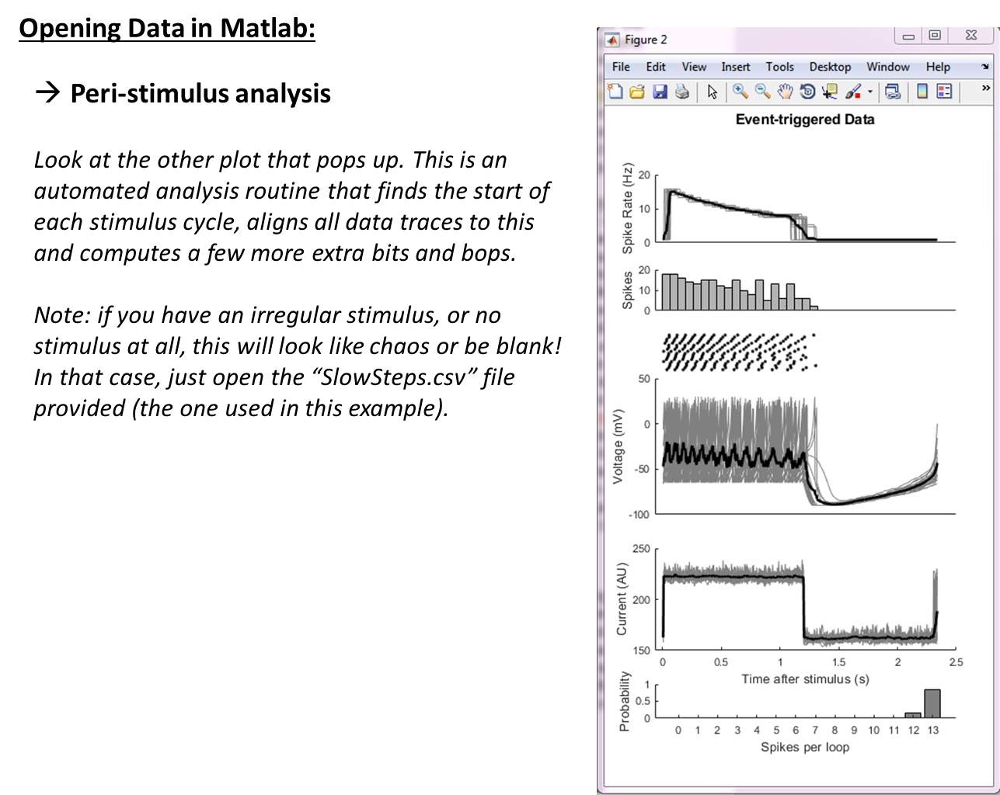 Opening Data in Matlab:
→ Peri-stimulus analysis
Look at the other plot that pops up. This is an
automated analysis routine that finds the start of
each stimulus cycle, aligns all data traces to this
and computes a few more extra bits and bops.
Note: if you have an irregular stimulus, or no
stimulus at all, this will look like chaos or be blank!
In that case, just open the “SlowSteps.csv” file
provided (the one used in this example).
Figure 2
File Edit View Insert Tools Desktop Window Help
Event-triggered Data
Spike Rate (Hz)
20
10
0
Spikes
20
10
0
Voltage (mV)
50
0
-50
-100
Current (AU)
250
200
150
0 0.5 1 1.5 2 2.5
Time after stimulus (s)
Probability
1
0.5
0
0 1 2 3 4 5 6 7 8 9 10 11 12 13
Spikes per loop